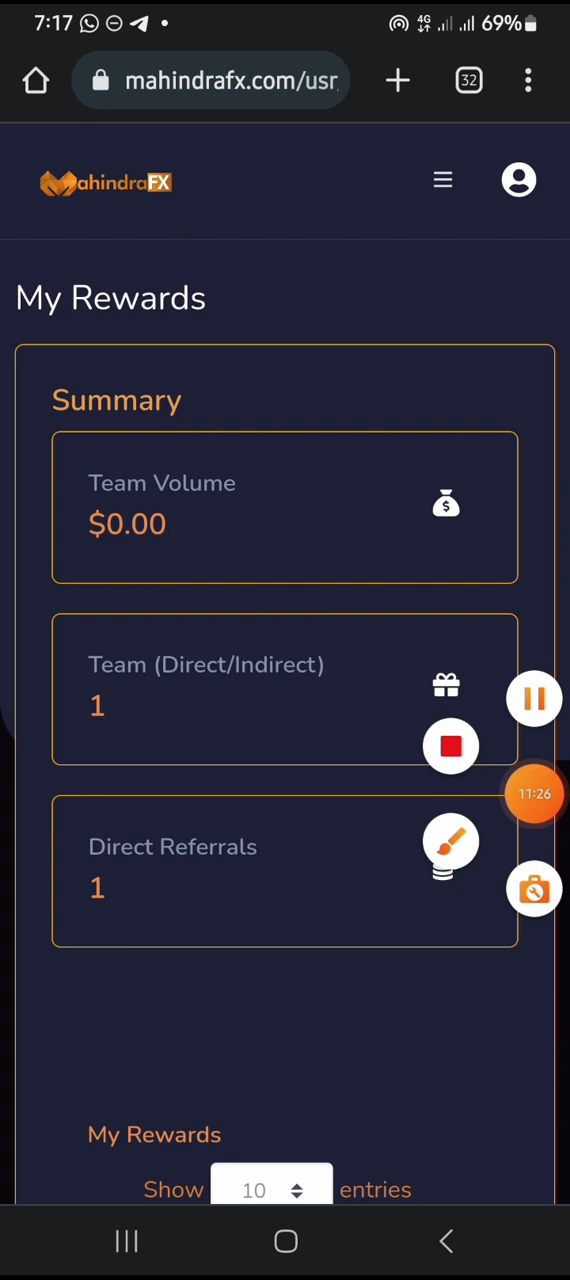 7:17 4G 69%
mahindrafx.com/usr
32
MahindraFX
My Rewards
Summary
Team Volume
$0.00
Team (Direct/Indirect)
1
11:26
Direct Referrals
1
My Rewards
Show 10 entries